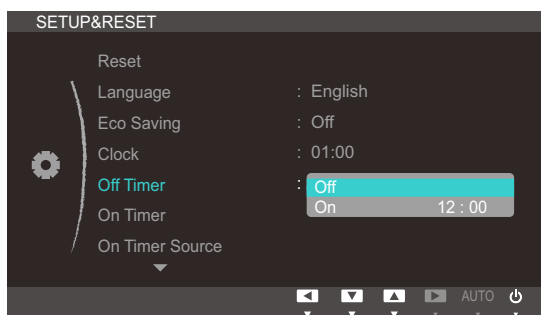 SETUP&RESET
Reset
Language : English
Eco Saving : Off
Clock : 01:00
Off Timer : Off
On Timer On 12 : 00
On Timer Source
AUTO